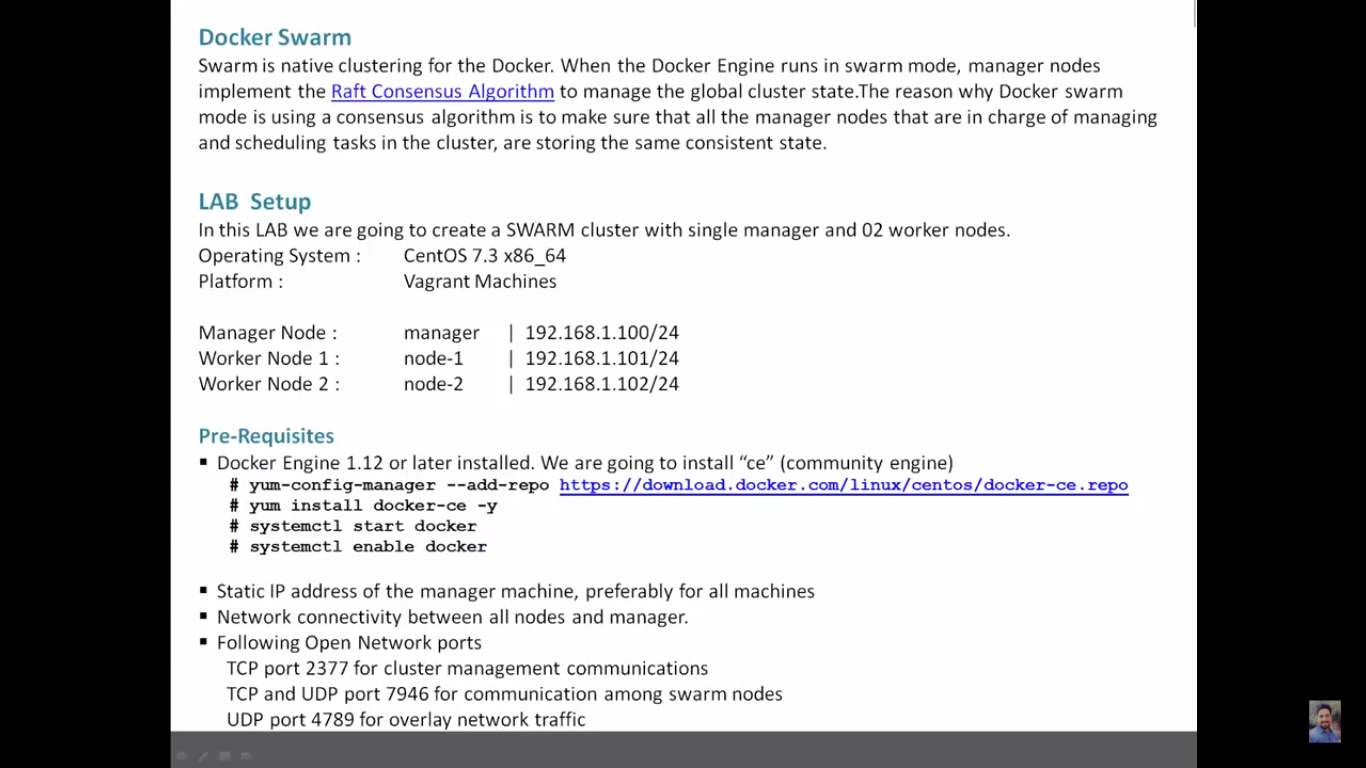 Docker Swarm
Swarm is native clustering for the Docker. When the Docker Engine runs in swarm mode, manager nodes
implement the Raft Consensus Algorithm to manage the global cluster state.The reason why Docker swarm
mode is using a consensus algorithm is to make sure that all the manager nodes that are in charge of managing
and scheduling tasks in the cluster, are storing the same consistent state.
LAB Setup
In this LAB we are going to create a SWARM cluster with single manager and 02 worker nodes.
Operating System : CentOS 7.3 x86_64
Platform : Vagrant Machines
Manager Node : manager | 192.168.1.100/24
Worker Node 1 : node-1 | 192.168.1.101/24
Worker Node 2 : node-2 | 192.168.1.102/24
Pre-Requisites
▪ Docker Engine 1.12 or later installed. We are going to install “ce” (community engine)
# yum-config-manager --add-repo https://download.docker.com/linux/centos/docker-ce.repo
# yum install docker-ce -y
# systemctl start docker
# systemctl enable docker
▪ Static IP address of the manager machine, preferably for all machines
▪ Network connectivity between all nodes and manager.
▪ Following Open Network ports
TCP port 2377 for cluster management communications
TCP and UDP port 7946 for communication among swarm nodes
UDP port 4789 for overlay network traffic